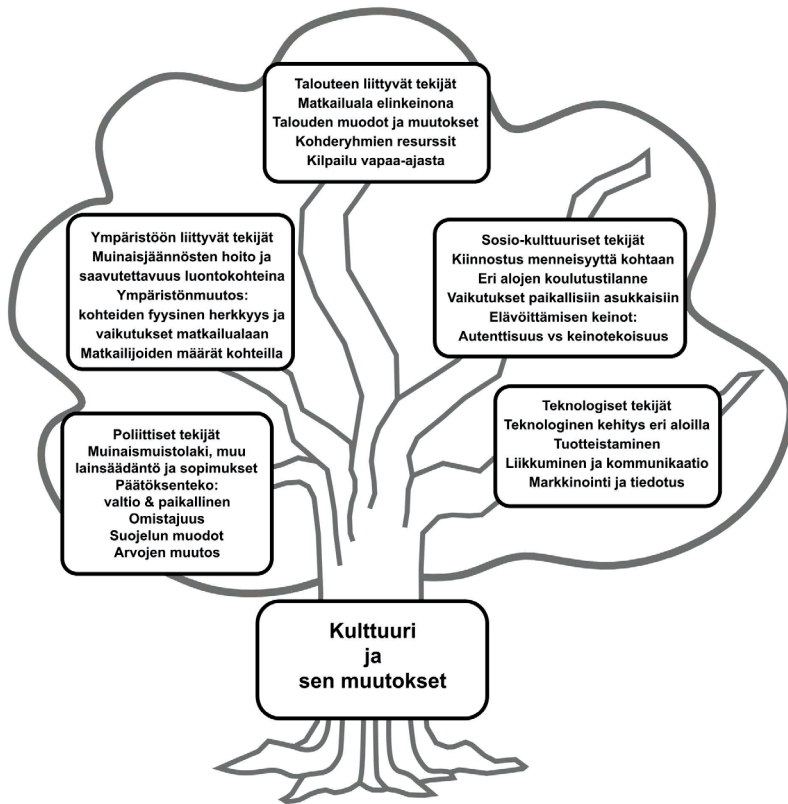 Talouteen liittyvät tekijät
Matkailuala elinkeinona
Talouden muodot ja muutokset
Kohderyhmien resurssit
Kilpailu vapaa-ajasta
Ympäristöön liittyvät tekijät
Muinaisjäännösten hoito ja
saavutettavuus luontokohteina
Ympäristönmuutos:
kohteiden fyysinen herkkyys ja
vaikutukset matkailualaan
Matkailijoiden määrät kohteilla
Sosio-kulttuuriset tekijät
Kiinnostus menneisyyttä kohtaan
Eri alojen koulutustilanne
Vaikutukset paikallisiin asukkaisiin
Elävöittämisen keinot:
Autenttisuus vs keinotekoisuus
Poliittiset tekijät
Muinaismuistolaki, muu
lainsäädäntö ja sopimukset
Päätöksenteko:
valtio & paikallinen
Omistajuus
Suojelun muodot
Arvojen muutos
Teknologiset tekijät
Teknologinen kehitys eri aloilla
Tuotteistaminen
Liikkuminen ja kommunikaatio
Markkinointi ja tiedotus
Kulttuuri
ja
sen muutokset